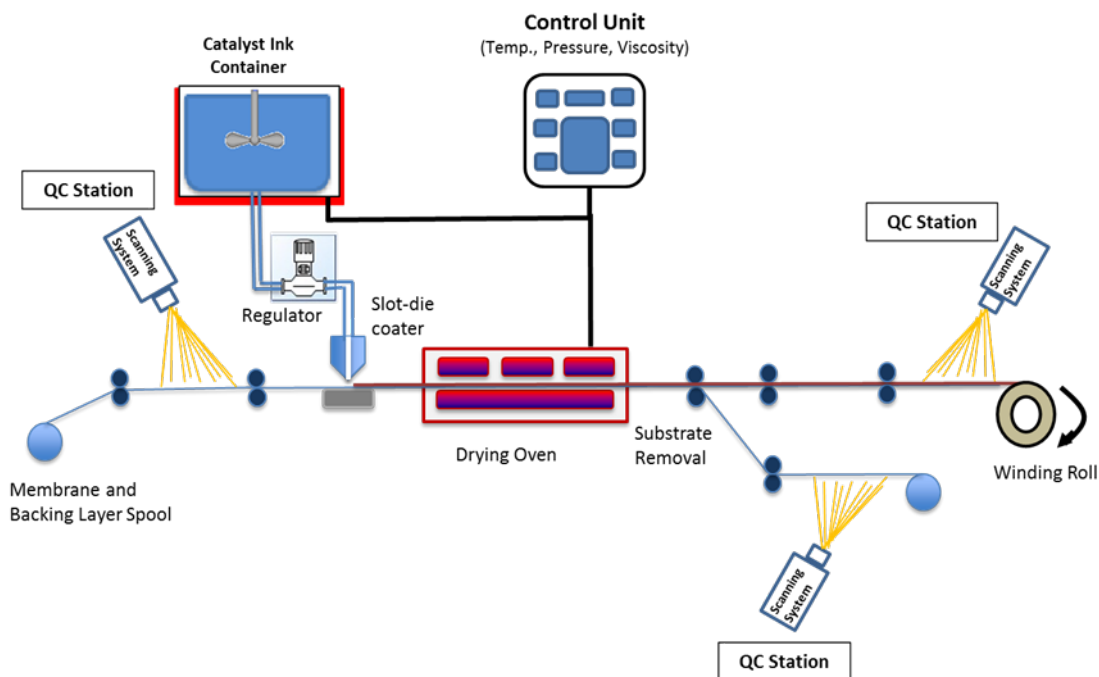 Control Unit
(Temp., Pressure, Viscosity)
Catalyst Ink
Container
QC Station
Scanning
System
Regulator
Slot-die
coater
QC Station
Scanning
System
Drying Oven
Substrate
Removal
Membrane and
Backing Layer Spool
Winding Roll
Scanning
System
QC Station